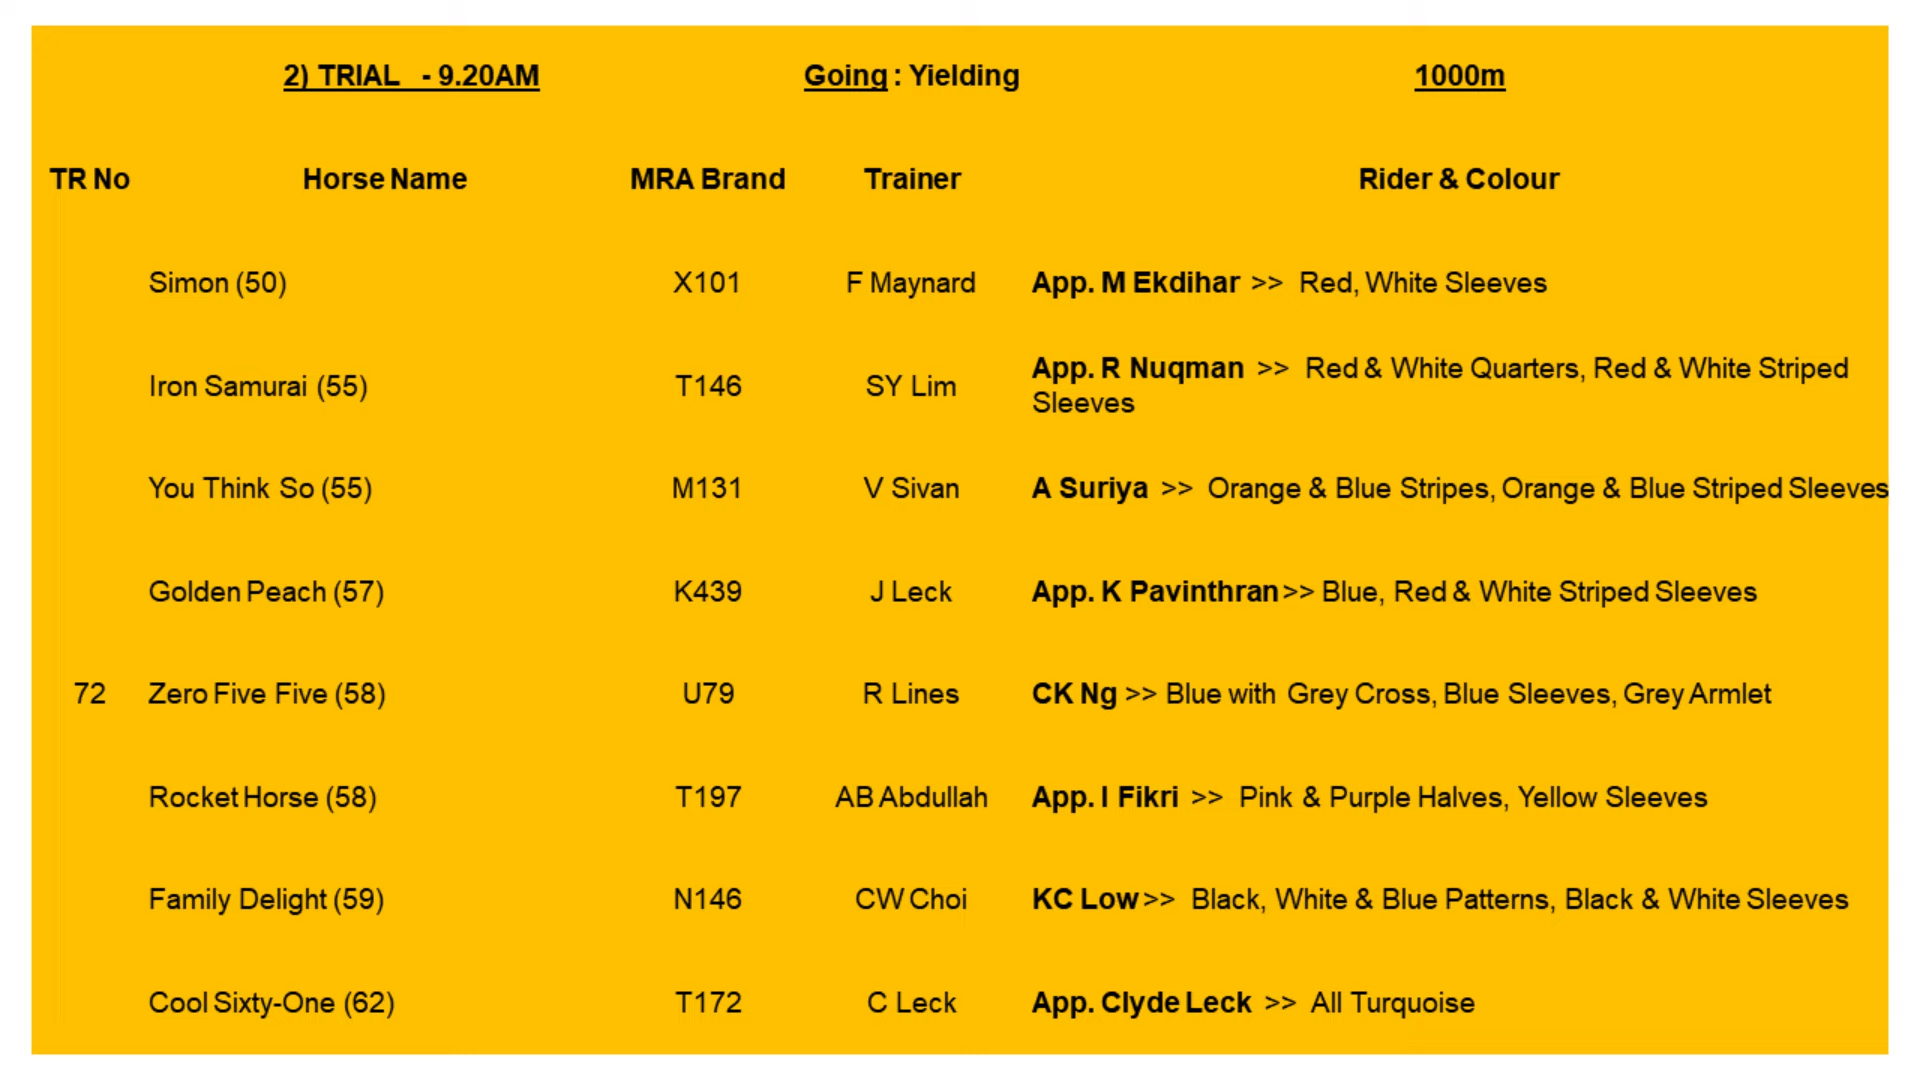 2) TRIAL - 9.20AM Going : Yielding 1000m
TR No Horse Name MRA Brand Trainer Rider & Colour
Simon (50) X101 F Maynard App. M Ekdihar >> Red, White Sleeves
Iron Samurai (55) T146 SY Lim App. R Nuqman >> Red & White Quarters, Red & White Striped
Sleeves
You Think So (55) M131 V Sivan A Suriya >> Orange & Blue Stripes, Orange & Blue Striped Sleeves
Golden Peach (57) K439 J Leck App. K Pavinthran >> Blue, Red & White Striped Sleeves
72 Zero Five Five (58) U79 R Lines CK Ng >> Blue with Grey Cross, Blue Sleeves, Grey Armlet
Rocket Horse (58) T197 AB Abdullah App. I Fikri >> Pink & Purple Halves, Yellow Sleeves
Family Delight (59) N146 CW Choi KC Low >> Black, White & Blue Patterns, Black & White Sleeves
Cool Sixty-One (62) T172 C Leck App. Clyde Leck >> All Turquoise